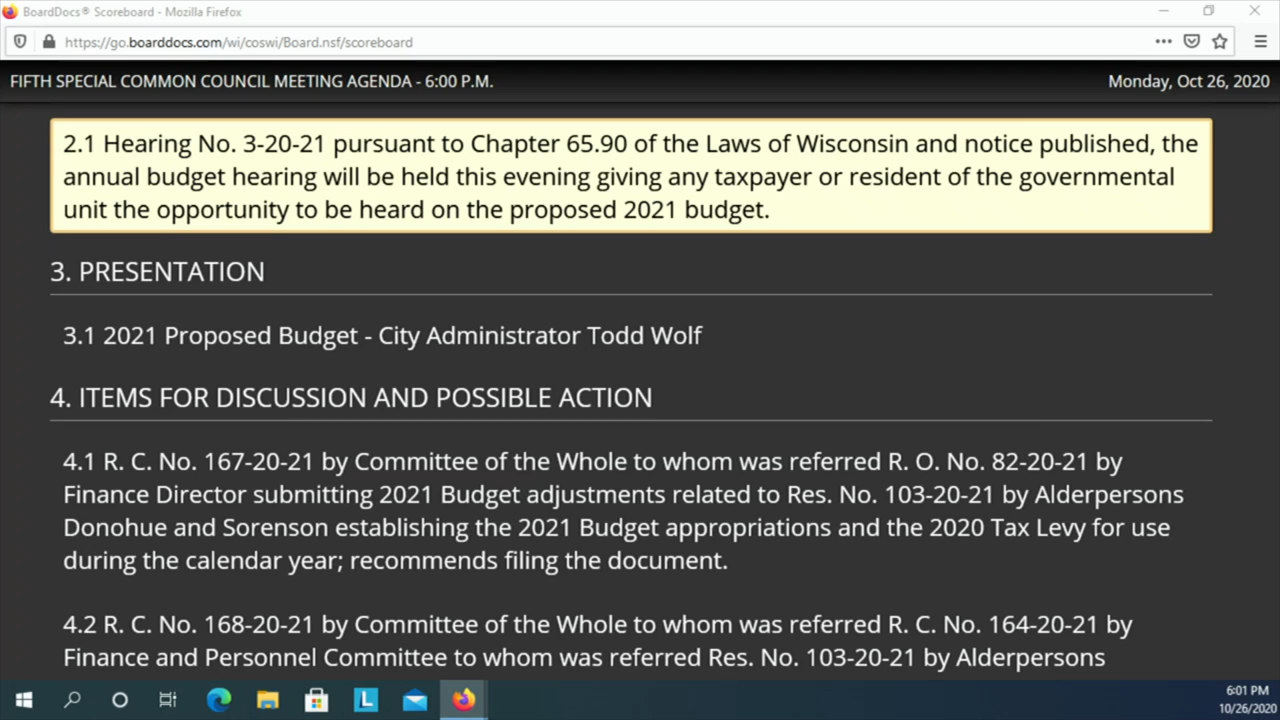 BoardDocs® Scoreboard - Mozilla Firefox
https://go.boarddocs.com/wi/coswi/Board.nsf/scoreboard
FIFTH SPECIAL COMMON COUNCIL MEETING AGENDA - 6:00 P.M. Monday, Oct 26, 2020
2.1 Hearing No. 3-20-21 pursuant to Chapter 65.90 of the Laws of Wisconsin and notice published, the
annual budget hearing will be held this evening giving any taxpayer or resident of the governmental
unit the opportunity to be heard on the proposed 2021 budget.
3. PRESENTATION
3.1 2021 Proposed Budget - City Administrator Todd Wolf
4. ITEMS FOR DISCUSSION AND POSSIBLE ACTION
4.1 R. C. No. 167-20-21 by Committee of the Whole to whom was referred R. O. No. 82-20-21 by
Finance Director submitting 2021 Budget adjustments related to Res. No. 103-20-21 by Alderpersons
Donohue and Sorenson establishing the 2021 Budget appropriations and the 2020 Tax Levy for use
during the calendar year; recommends filing the document.
4.2 R. C. No. 168-20-21 by Committee of the Whole to whom was referred R. C. No. 164-20-21 by
Finance and Personnel Committee to whom was referred Res. No. 103-20-21 by Alderpersons
L
6:01 PM
10/26/2020